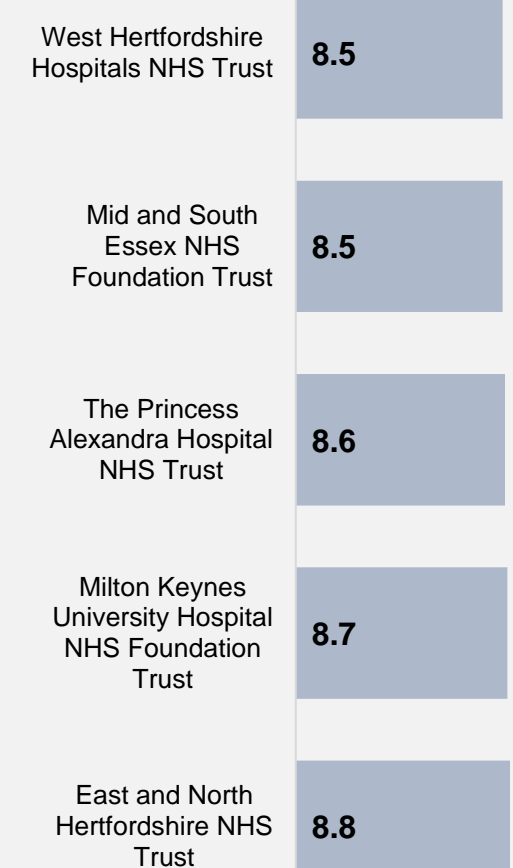 West Hertfordshire
Hospitals NHS Trust
8.5
Mid and South
Essex NHS
Foundation Trust
8.5
The Princess
Alexandra Hospital
NHS Trust
8.6
Milton Keynes
University Hospital
NHS Foundation
Trust
8.7
East and North
Hertfordshire NHS
Trust
8.8